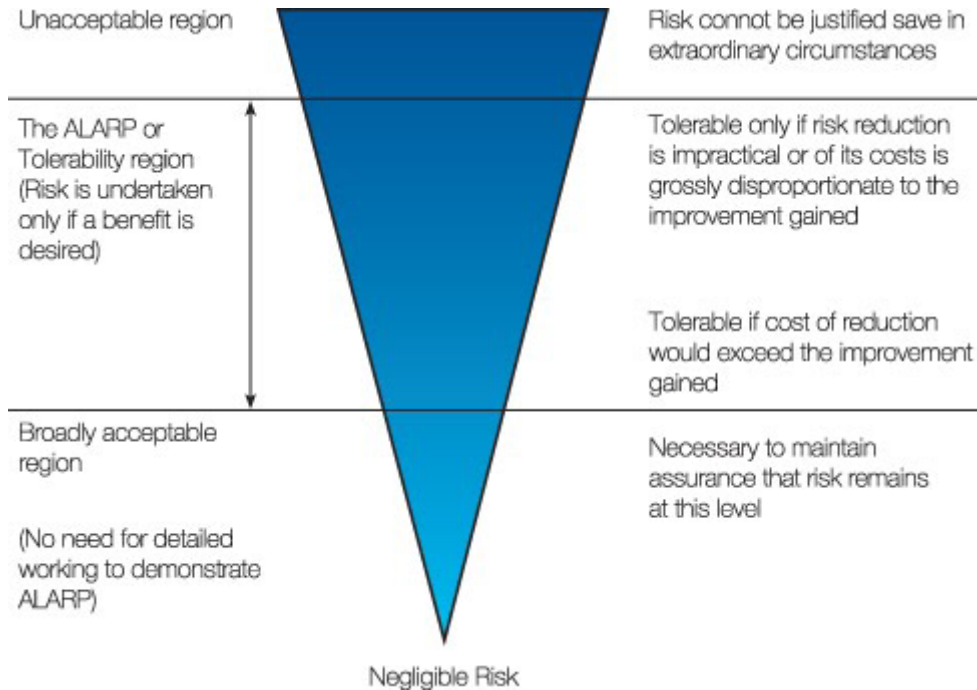 Unacceptable region
Risk connot be justified save in
extraordinary circumstances
The ALARP or
Tolerability region
(Risk is undertaken
only if a benefit is
desired)
Tolerable only if risk reduction
is impractical or of its costs is
grossly disproportionate to the
improvement gained
Tolerable if cost of reduction
would exceed the improvement
gained
Broadly acceptable
region
(No need for detailed
working to demonstrate
ALARP)
Necessary to maintain
assurance that risk remains
at this level
Negligible Risk